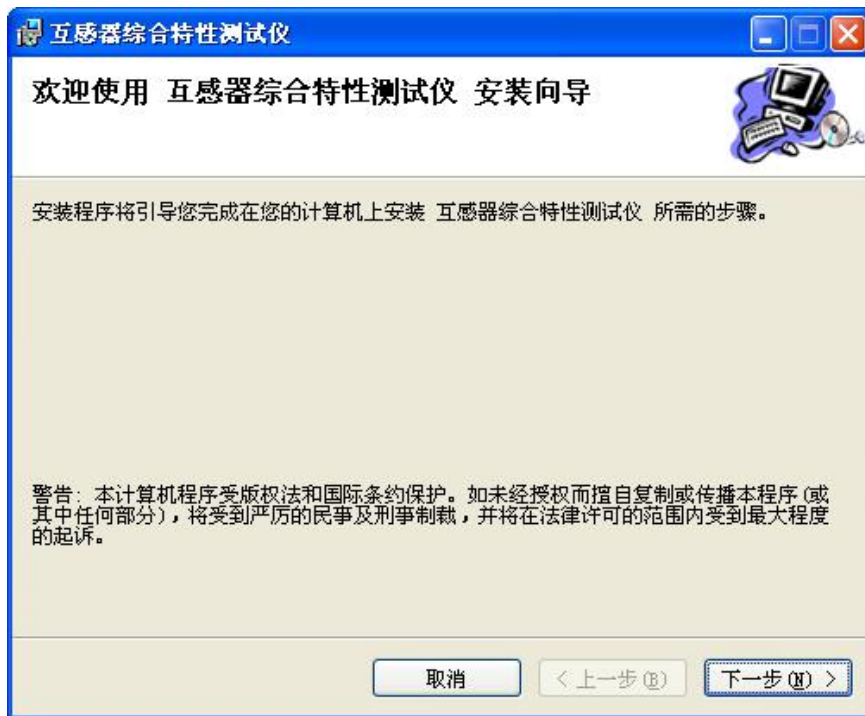 互感器综合特性测试仪
欢迎使用 互感器综合特性测试仪 安装向导
安装程序将引导您完成在您的计算机上安装 互感器综合特性测试仪 所需的步骤。
警告: 本计算机程序受版权法和国际条约保护。如未经授权而擅自复制或传播本程序(或
其中任何部分), 将受到严厉的民事及刑事制裁, 并将在法律许可的范围内受到最大程度
的起诉。
取消
< 上一步(B)
下一步(N) >